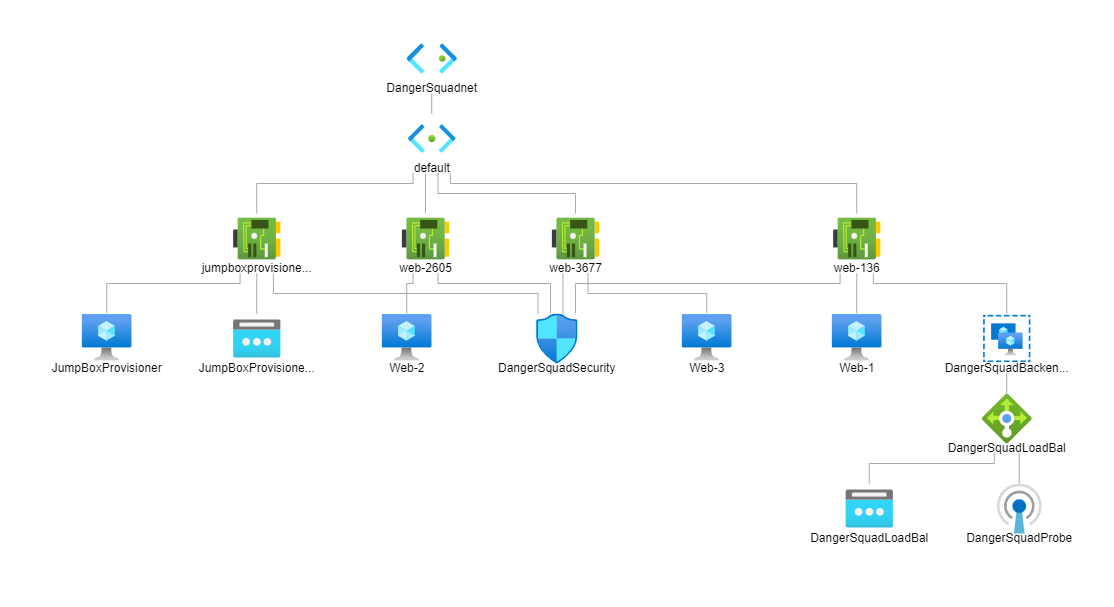 DangerSquadnet
default
jumpboxprovisione...
web-2605
web-3677
web-136
JumpBoxProvisioner
JumpBoxProvisione...
Web-2
DangerSquadSecurity
Web-3
Web-1
DangerSquadBacken...
DangerSquadLoadBal
DangerSquadLoadBal
DangerSquadProbe